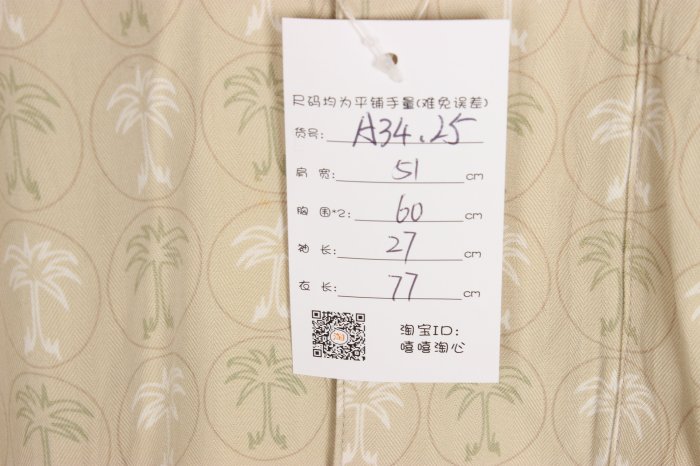 尺码均为平铺手量(难免误差)
货号: A34.25
肩 宽: 51 cm
胸 围*2: 60 cm
袖 长: 27 cm
衣 长: 77 cm
淘宝ID:
嘻嘻淘心